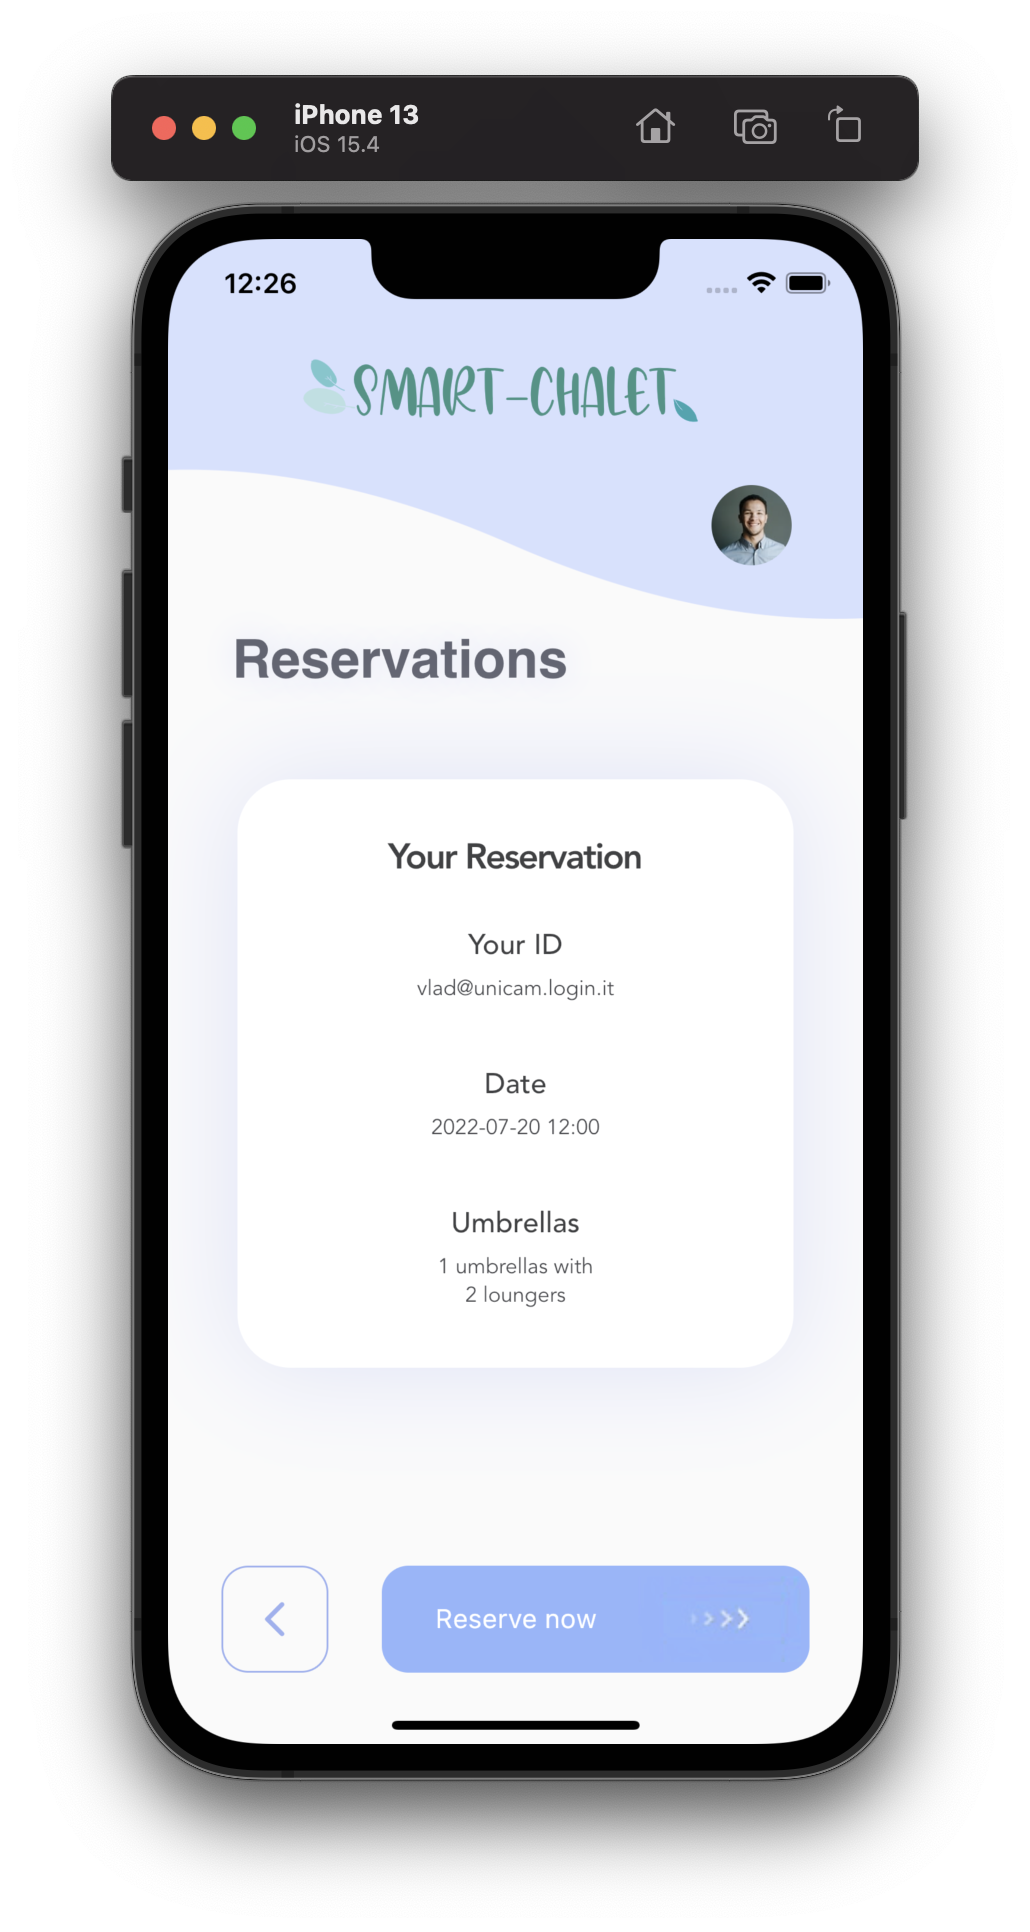 iPhone 13
iOS 15.4
12:26
SMART-CHALET
Reservations
Your Reservation
Your ID
vlad@unicam.login.it
Date
2022-07-20 12:00
Umbrellas
1 umbrellas with
2 loungers
Reserve now